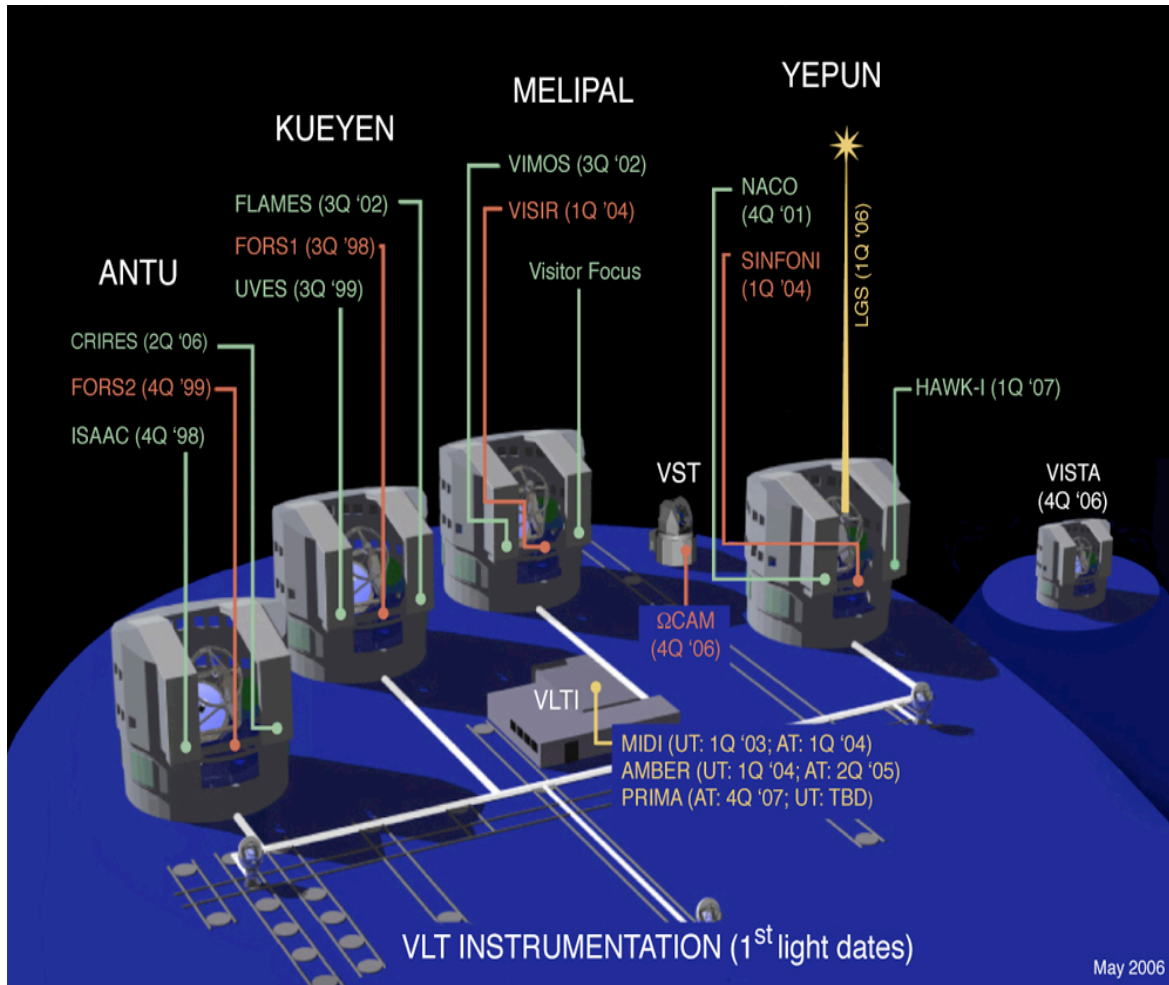 ANTU
CRIRES (2Q ‘06)
FORS2 (4Q ’99)
ISAAC (4Q ‘98)
KUEYEN
FLAMES (3Q ‘02)
FORS1 (3Q ’98)
UVES (3Q ‘99)
MELIPAL
VIMOS (3Q ‘02)
VISIR (1Q ’04)
Visitor Focus
YEPUN
NACO
(4Q ‘01)
SINFONI
(1Q ’04)
LGS (1Q ’06)
HAWK-I (1Q ‘07)
VST
ΩCAM
(4Q ‘06)
VISTA
(4Q ‘06)
VLTI
MIDI (UT: 1Q ‘03; AT: 1Q ‘04)
AMBER (UT: 1Q ‘04; AT: 2Q ‘05)
PRIMA (AT: 4Q ‘07; UT: TBD)
VLT INSTRUMENTATION (1st light dates)
May 2006